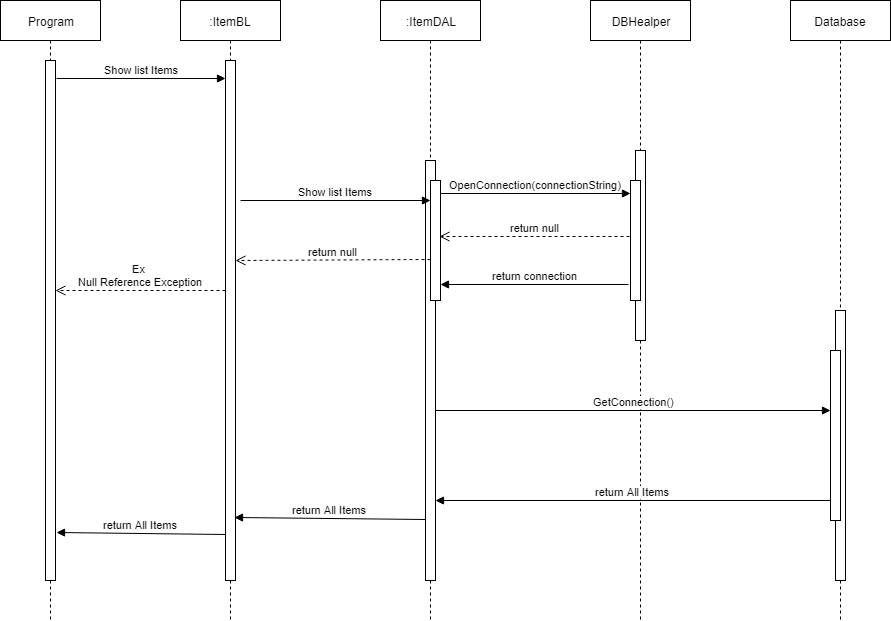 Program
:ItemBL
:ItemDAL
DBHealper
Database
Show list Items
OpenConnection(connectionString)
Show list Items
return null
return null
Ex
Null Reference Exception
return connection
GetConnection()
return All Items
return All Items
return All Items